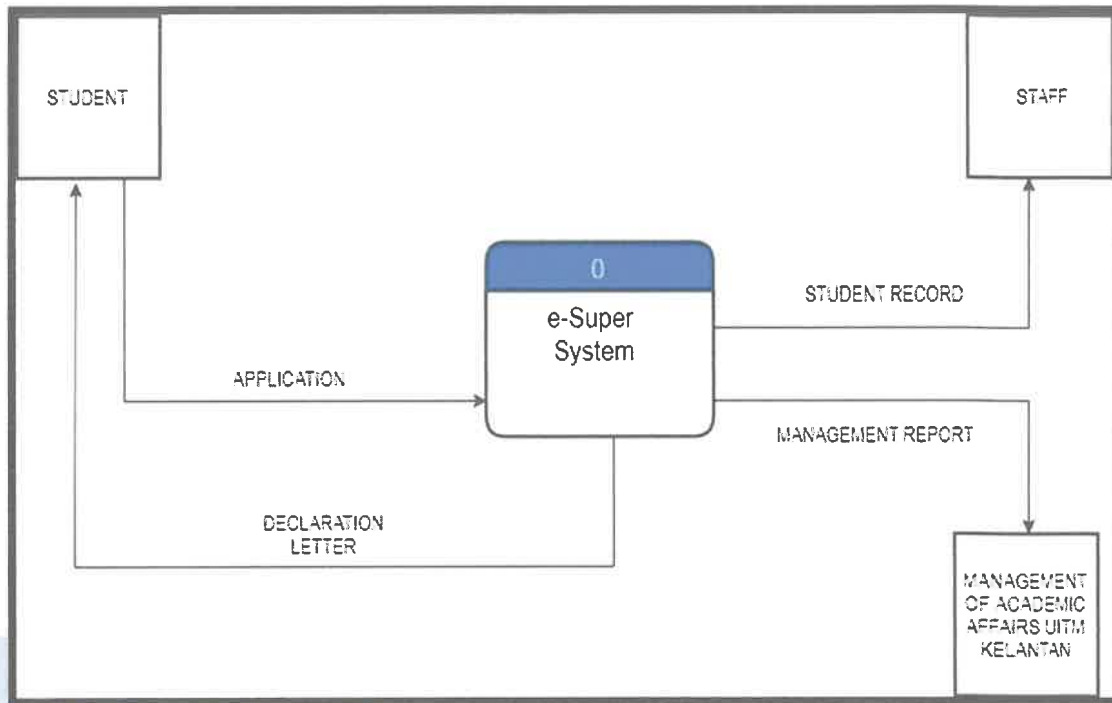 STUDENT
STAFF
0
e-Super
System
STUDENT RECORD
APPLICATION
MANAGEMENT REPORT
DECLARATION
LETTER
MANAGEMENT
OF ACADEMIC
AFFAIRS UITM
KELANTAN